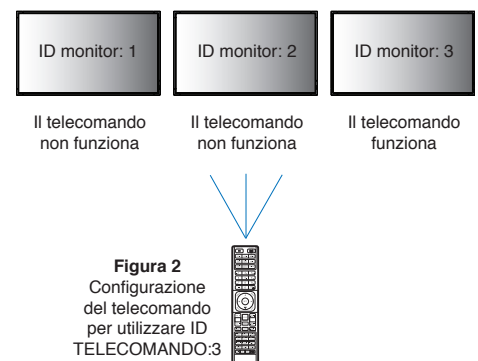 ID monitor: 1
ID monitor: 2
ID monitor: 3
Il telecomando
non funziona
Il telecomando
non funziona
Il telecomando
funziona
Figura 2
Configurazione
del telecomando
per utilizzare ID
TELECOMANDO:3